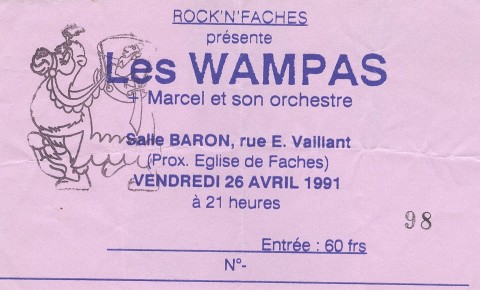 ROCK'N'FACHES
présente
Les WAMPAS
+ Marcel et son orchestre
Salle BARON, rue E. Vaillant
(Prox. Eglise de Faches)
VENDREDI 26 AVRIL 1991
à 21 heures
98
Entrée : 60 frs
N°-